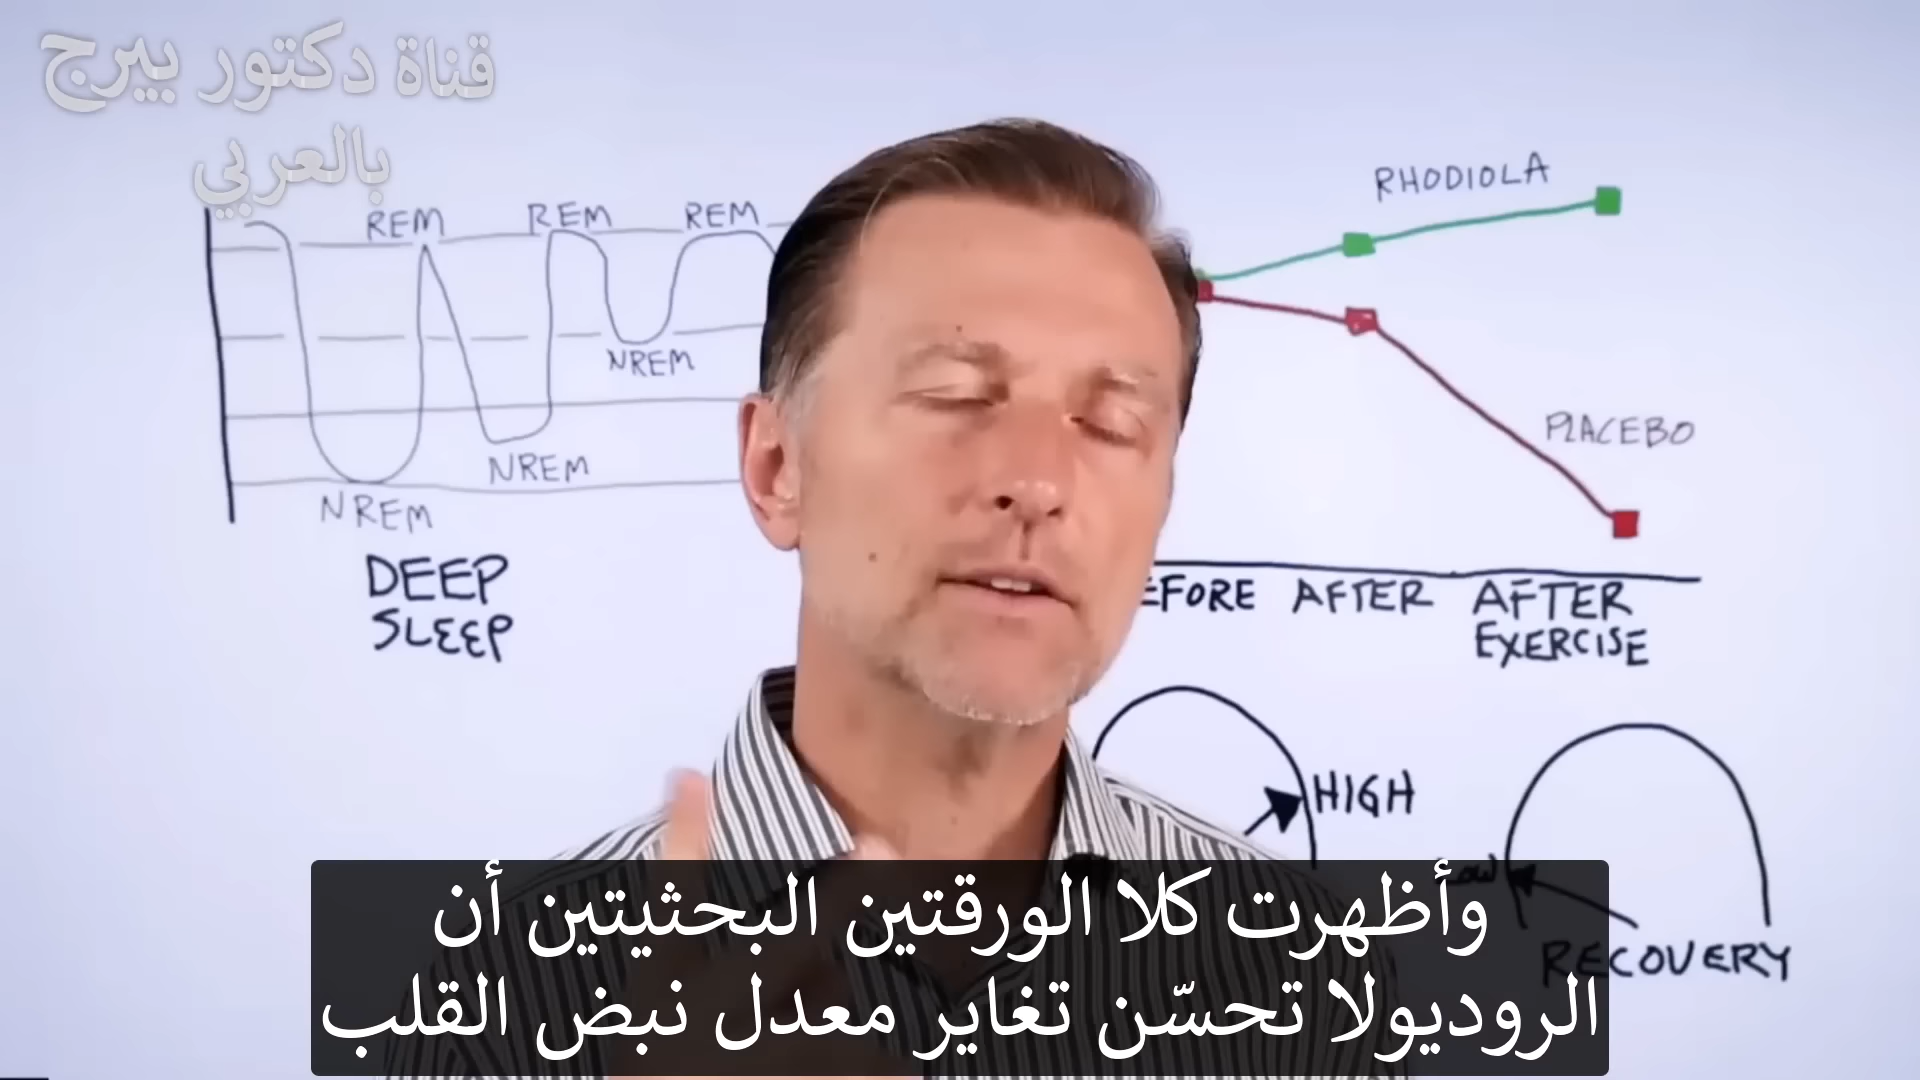 قناة دكتور بيرج
بالعربي
REM REM REM
NREM
NREM
NREM
DEEP
SLEEP
RHODIOLA
PLACEBO
EFORE AFTER AFTER
EXERCISE
HIGH
LOW
RECOVERY
وأظهرت كلا الورقتين البحثيتين أن
الروديولا تحسّن تغاير معدل نبض القلب